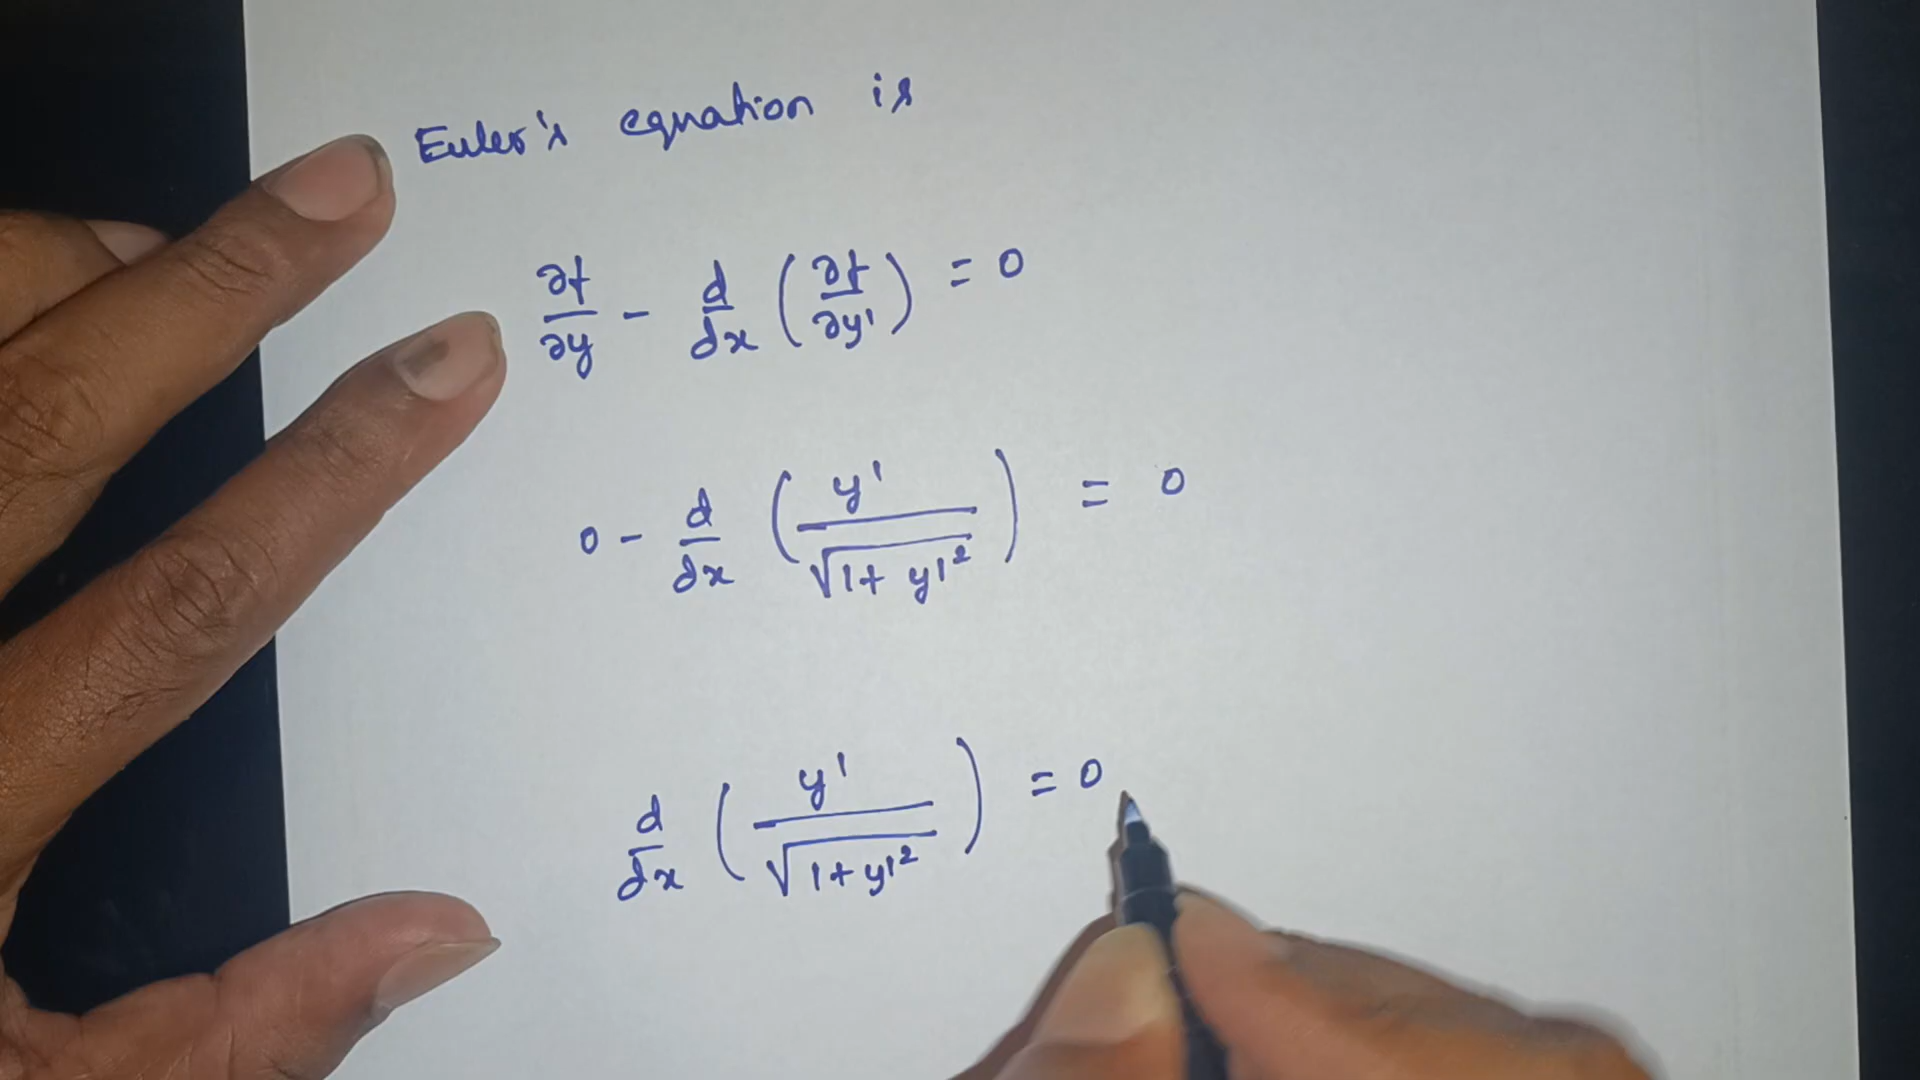 Euler's equation is
∂f/∂y - d/dx (∂f/∂y') = 0
0 - d/dx (y'/√(1+y'²)) = 0
d/dx (y'/√(1+y'²)) = 0